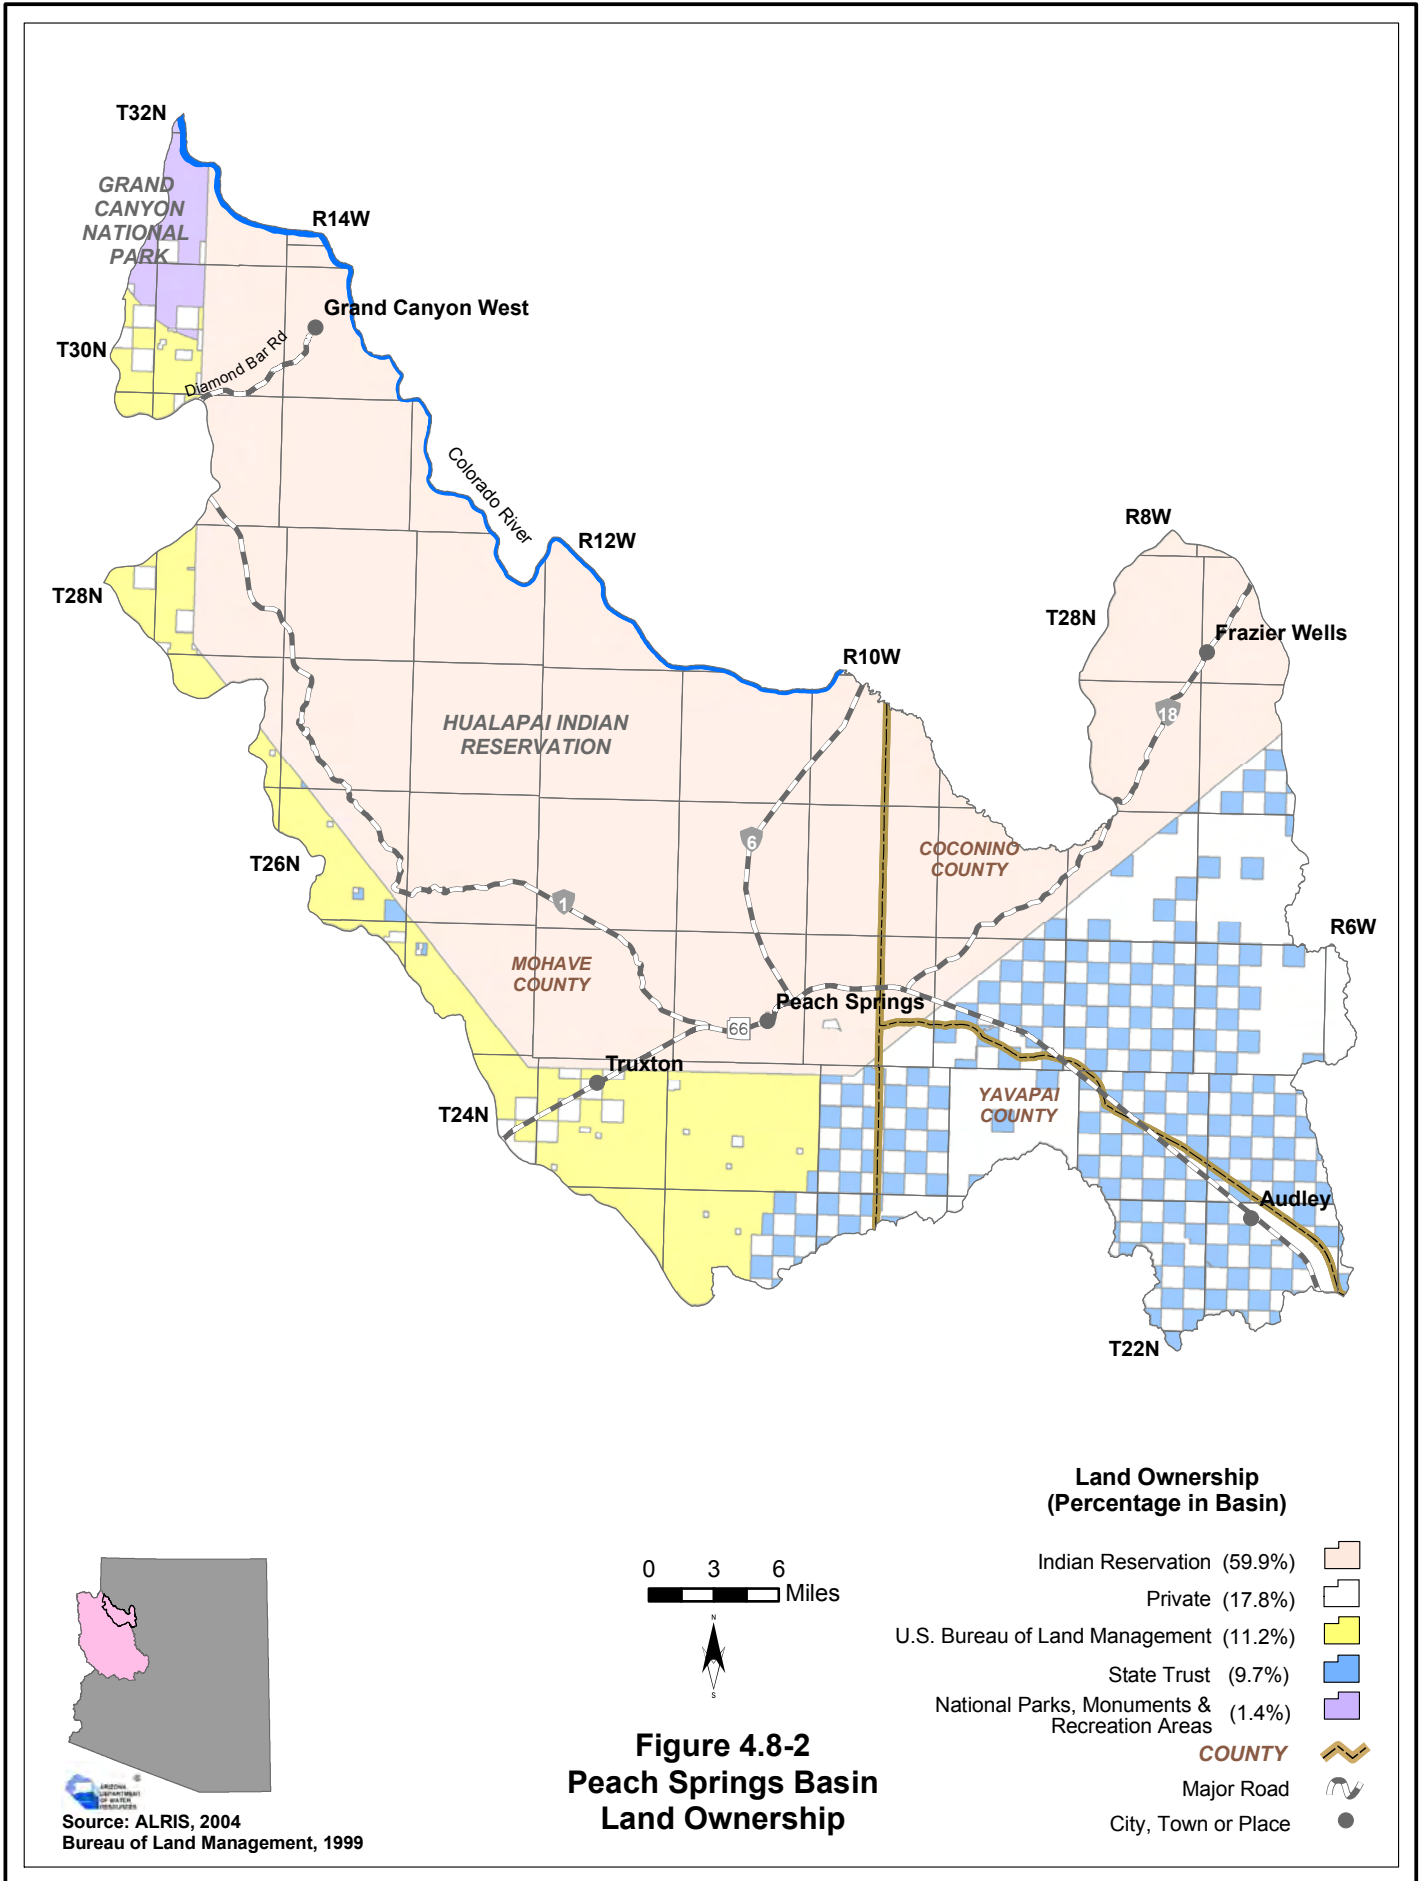 T32N
GRAND
CANYON
NATIONAL
PARK
R14W
Grand Canyon West
T30N
Diamond Bar Rd
Colorado River
R12W
R8W
T28N
T28N
Frazier Wells
R10W
18
HUALAPAI INDIAN
RESERVATION
6
COCONINO
COUNTY
T26N
1
R6W
MOHAVE
COUNTY
Peach Springs
66
Truxton
YAVAPAI
COUNTY
T24N
Audley
T22N
Land Ownership
(Percentage in Basin)
Indian Reservation (59.9%)
Private (17.8%)
U.S. Bureau of Land Management (11.2%)
State Trust (9.7%)
National Parks, Monuments &
Recreation Areas (1.4%)
COUNTY
Major Road
City, Town or Place
0 3 6
Miles
N
S
Figure 4.8-2
Peach Springs Basin
Land Ownership
ARIZONA
DEPARTMENT
OF WATER
RESOURCES
Source: ALRIS, 2004
Bureau of Land Management, 1999